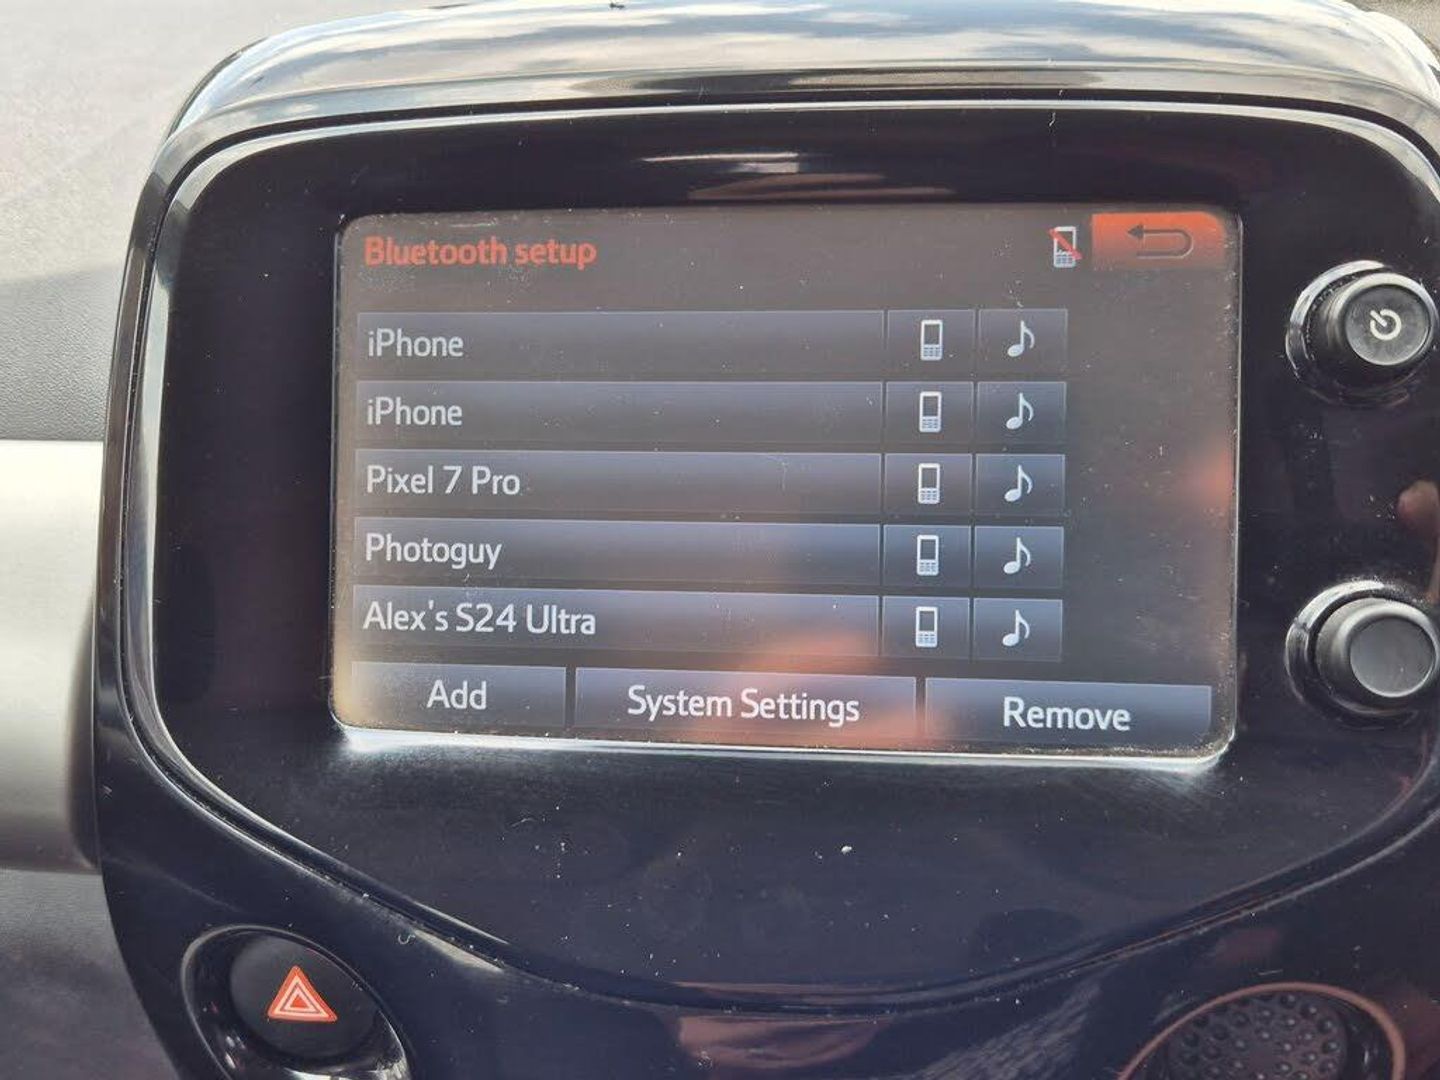 Bluetooth setup
iPhone
iPhone
Pixel 7 Pro
Photoguy
Alex's S24 Ultra
Add
System Settings
Remove